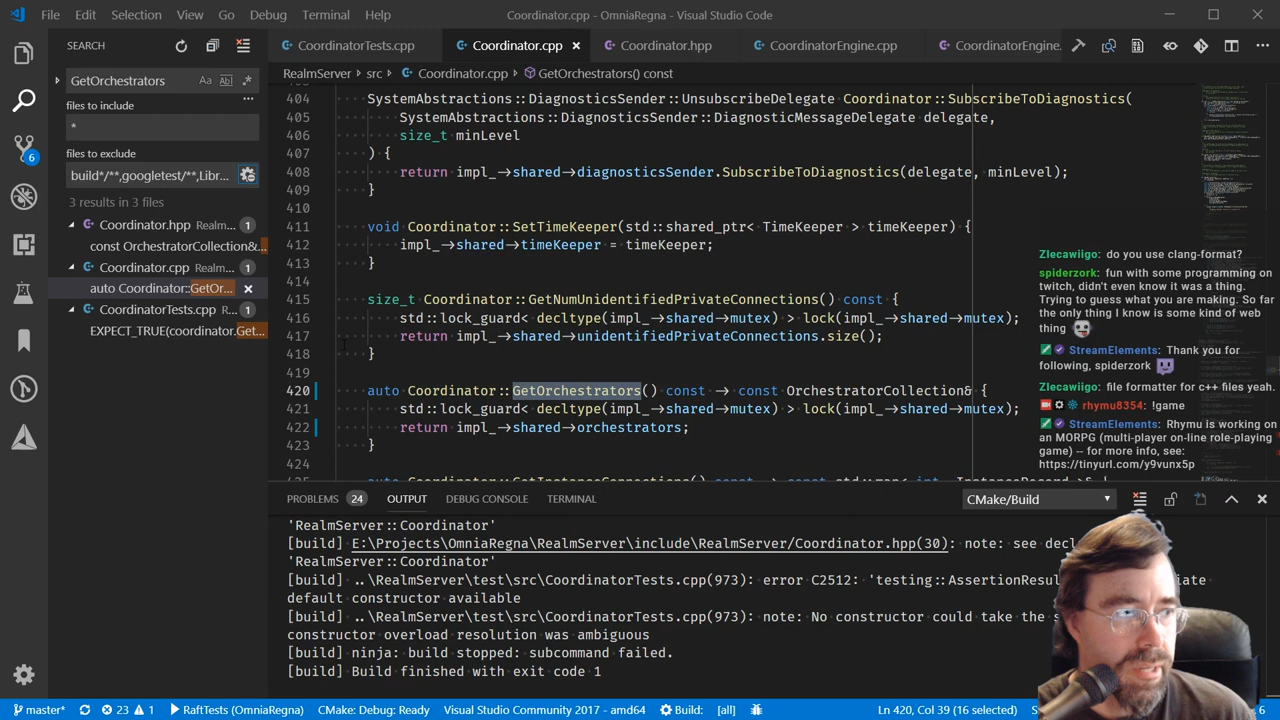 File Edit Selection View Go Debug Terminal Help
Coordinator.cpp - OmniaRegna - Visual Studio Code
SEARCH
CoordinatorTests.cpp
Coordinator.cpp
Coordinator.hpp
CoordinatorEngine.cpp
CoordinatorEngine.
GetOrchestrators
Aa Ab .*
files to include
*
files to exclude
build*/**,googletest/**,Libr...
3 results in 3 files
Coordinator.hpp Realm... 1
const OrchestratorCollection&...
Coordinator.cpp Realm... 1
auto Coordinator::GetOr...
CoordinatorTests.cpp R... 1
EXPECT_TRUE(coordinator.Get...
6
RealmServer › src › Coordinator.cpp › GetOrchestrators() const
404 SystemAbstractions::DiagnosticsSender::UnsubscribeDelegate Coordinator::SubscribeToDiagnostics(
405 SystemAbstractions::DiagnosticsSender::DiagnosticMessageDelegate delegate,
406 size_t minLevel
407 ) {
408 return impl_->shared->diagnosticsSender.SubscribeToDiagnostics(delegate, minLevel);
409 }
410
411 void Coordinator::SetTimeKeeper(std::shared_ptr< TimeKeeper > timeKeeper) {
412 impl_->shared->timeKeeper = timeKeeper;
413 }
414
415 size_t Coordinator::GetNumUnidentifiedPrivateConnections() const {
416 std::lock_guard< decltype(impl_->shared->mutex) > lock(impl_->shared->mutex);
417 return impl_->shared->unidentifiedPrivateConnections.size();
418 }
419
420 auto Coordinator::GetOrchestrators() const -> const OrchestratorCollection& {
421 std::lock_guard< decltype(impl_->shared->mutex) > lock(impl_->shared->mutex);
422 return impl_->shared->orchestrators;
423 }
424
Zlecawiigo: do you use clang-format?
spiderzork: fun with some programming on
twitch, didn't even know it was a thing.
Trying to guess what you are making. So far
the only thing I know is some kind of web
thing
StreamElements: Thank you for
following, spiderzork
Zlecawiigo: file formatter for c++ files yeah.
rhymu8354: !game
StreamElements: Rhymu is working on
an MORPG (multi-player on-line role-playing
game) -- for more info, see:
https://tinyurl.com/y9vunx5p
PROBLEMS 24 OUTPUT DEBUG CONSOLE TERMINAL CMake/Build
'RealmServer::Coordinator'
[build] E:\Projects\OmniaRegna\RealmServer\include\RealmServer/Coordinator.hpp(30): note: see decl
'RealmServer::Coordinator'
[build] ..\RealmServer\test\src\CoordinatorTests.cpp(973): error C2512: 'testing::AssertionResul
default constructor available
[build] ..\RealmServer\test\src\CoordinatorTests.cpp(973): note: No constructor could take the s
constructor overload resolution was ambiguous
[build] ninja: build stopped: subcommand failed.
[build] Build finished with exit code 1
master* 23 1 RaftTests (OmniaRegna) CMake: Debug: Ready Visual Studio Community 2017 - amd64 Build: [all] Ln 420, Col 39 (16 selected) 6